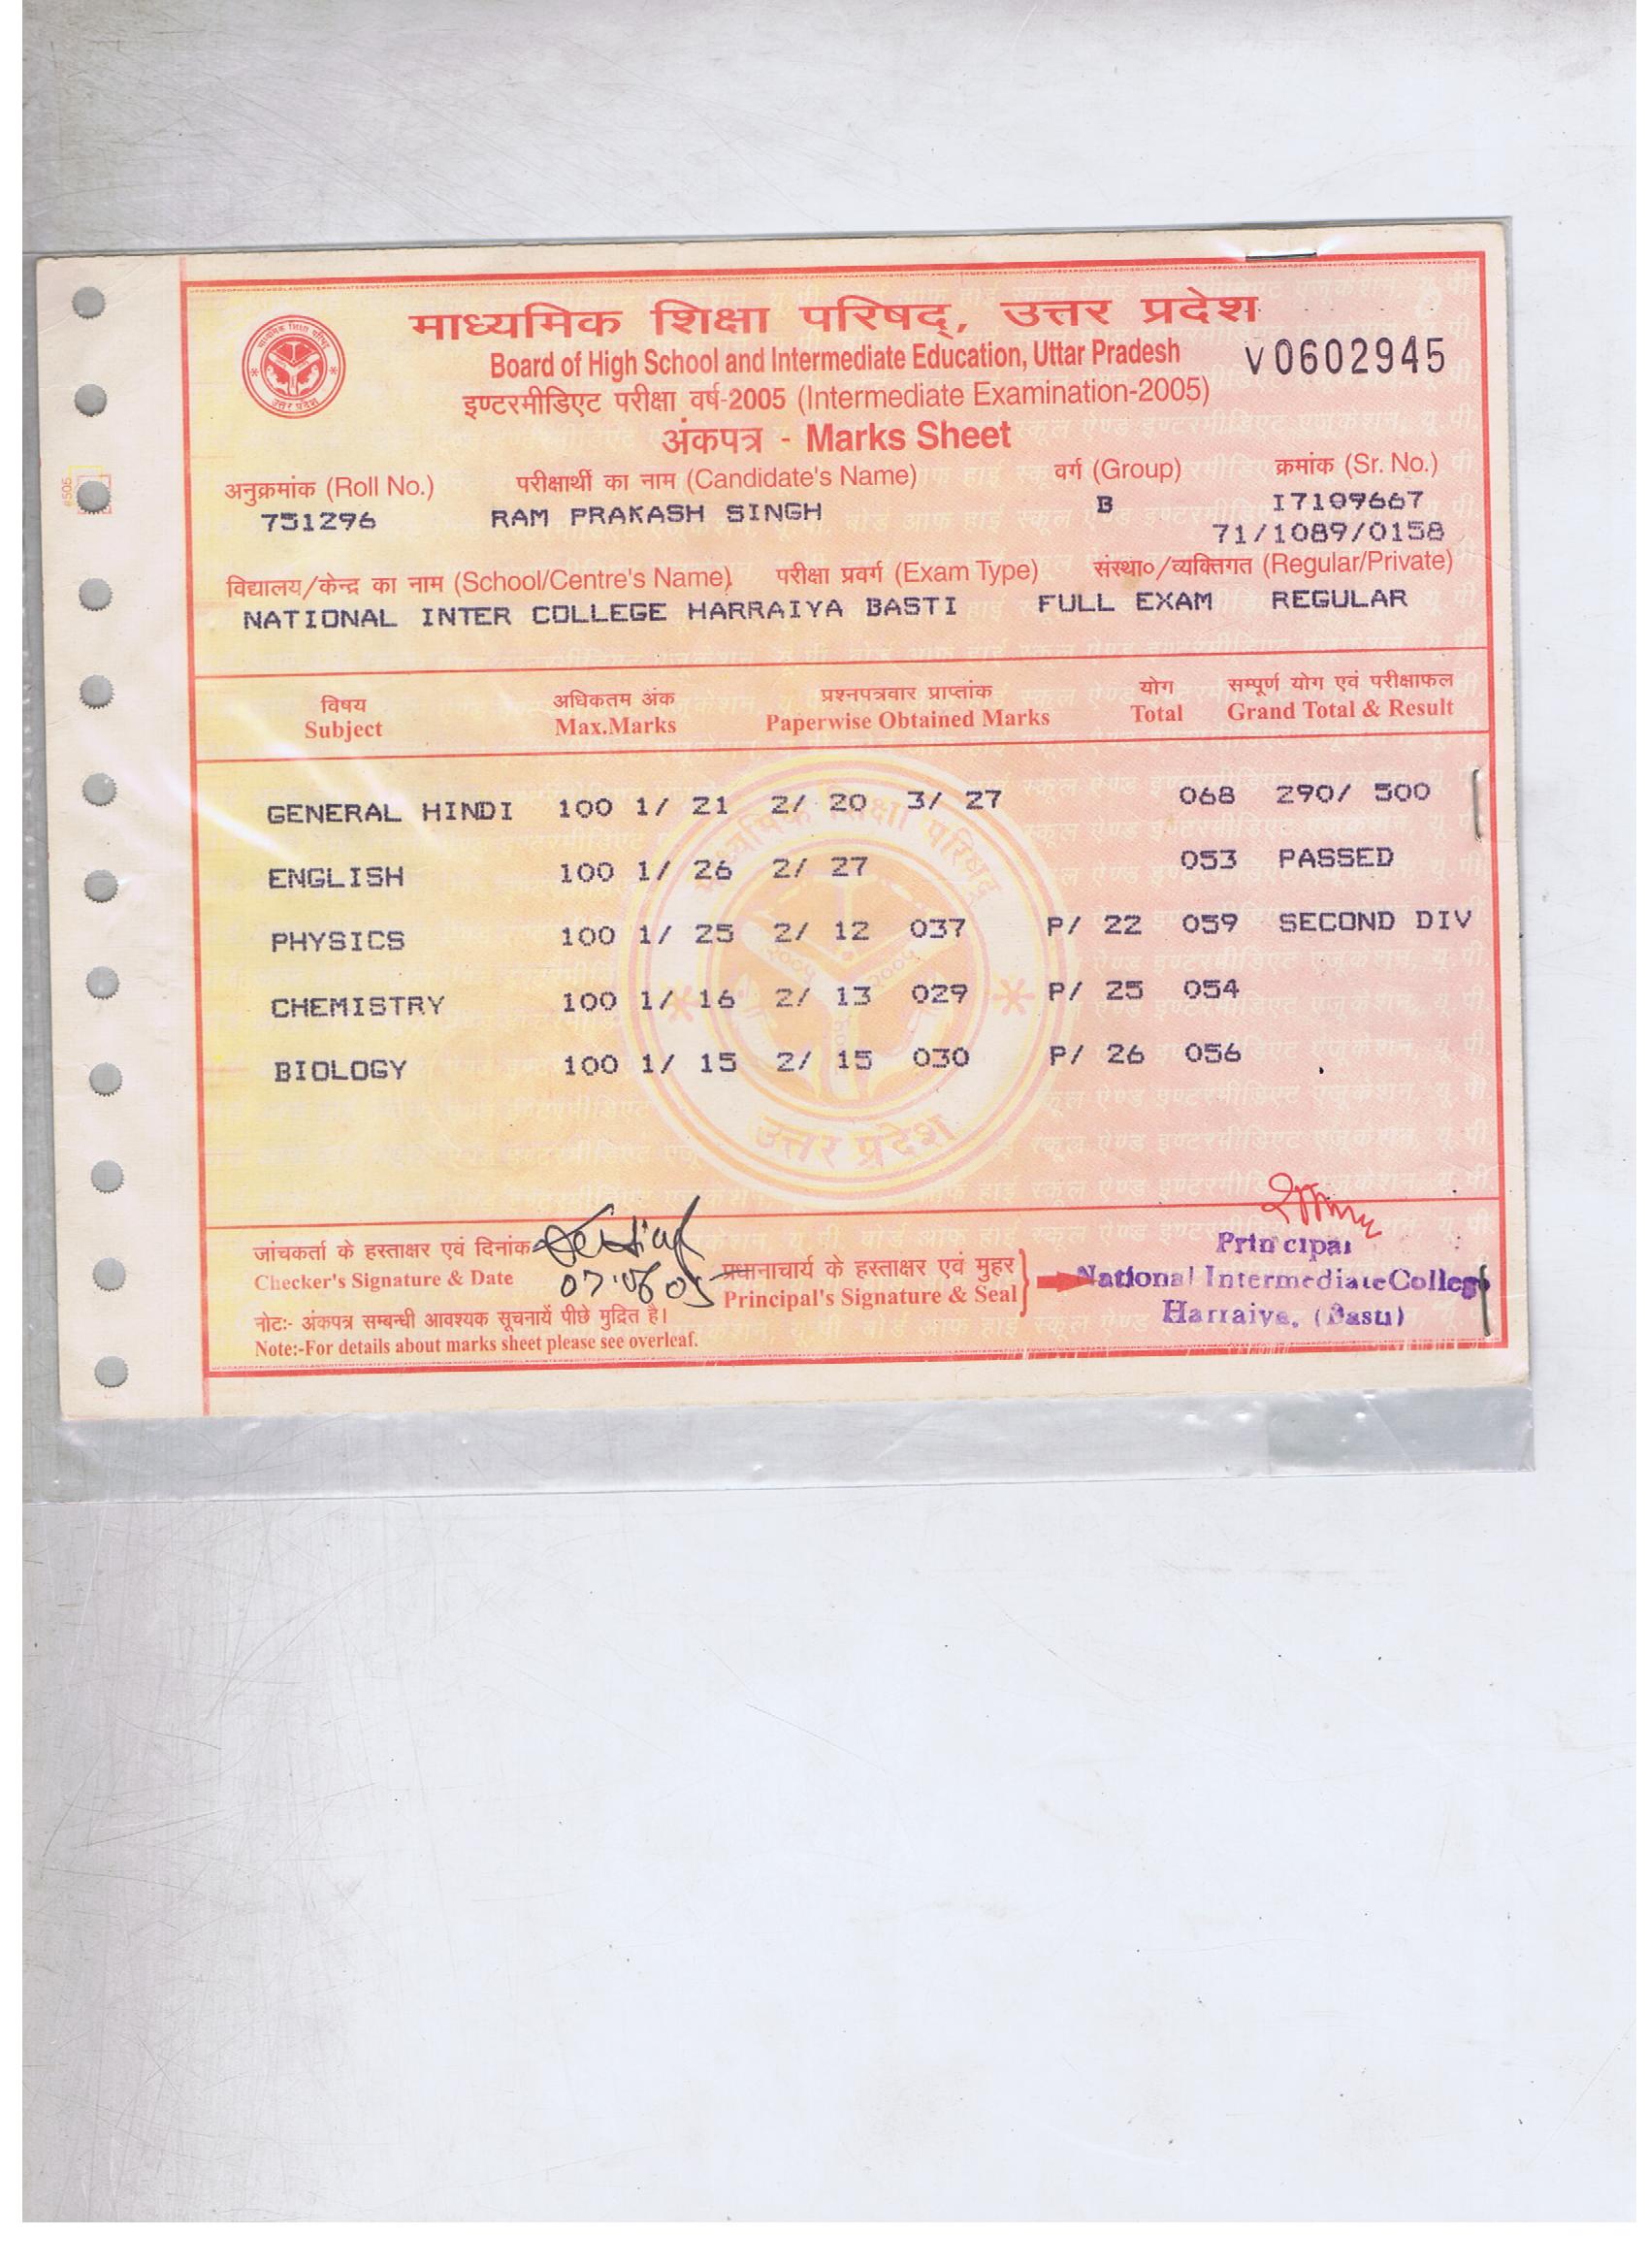 माध्यमिक शिक्षा परिषद्, उत्तर प्रदेश
Board of High School and Intermediate Education, Uttar Pradesh
V0602945
इण्टरमीडिएट परीक्षा वर्ष-2005 (Intermediate Examination-2005)
अंकपत्र - Marks Sheet
अनुक्रमांक (Roll No.) परीक्षार्थी का नाम (Candidate's Name) वर्ग (Group) क्रमांक (Sr. No.)
751296 RAM PRAKASH SINGH B I7109667
71/1089/0158
विद्यालय/केन्द्र का नाम (School/Centre's Name) परीक्षा प्रवर्ग (Exam Type) संस्था०/व्यक्तिगत (Regular/Private)
NATIONAL INTER COLLEGE HARRAIYA BASTI FULL EXAM REGULAR
विषय अधिकतम अंक प्रश्नपत्रवार प्राप्तांक योग सम्पूर्ण योग एवं परीक्षाफल
Subject Max.Marks Paperwise Obtained Marks Total Grand Total & Result
GENERAL HINDI 100 1/ 21 2/ 20 3/ 27 068 290/ 500
ENGLISH 100 1/ 26 2/ 27 053 PASSED
PHYSICS 100 1/ 25 2/ 12 037 P/ 22 059 SECOND DIV
CHEMISTRY 100 1/ 16 2/ 13 029 P/ 25 054
BIOLOGY 100 1/ 15 2/ 15 030 P/ 26 056
उत्तर प्रदेश
जांचकर्ता के हस्ताक्षर एवं दिनांक
Checker's Signature & Date 07.06.05
प्रधानाचार्य के हस्ताक्षर एवं मुहर
Principal's Signature & Seal
Principal
National Intermediate College
Harraiya, (Basti)
नोटः- अंकपत्र सम्बन्धी आवश्यक सूचनायें पीछे मुद्रित है।
Note:-For details about marks sheet please see overleaf.